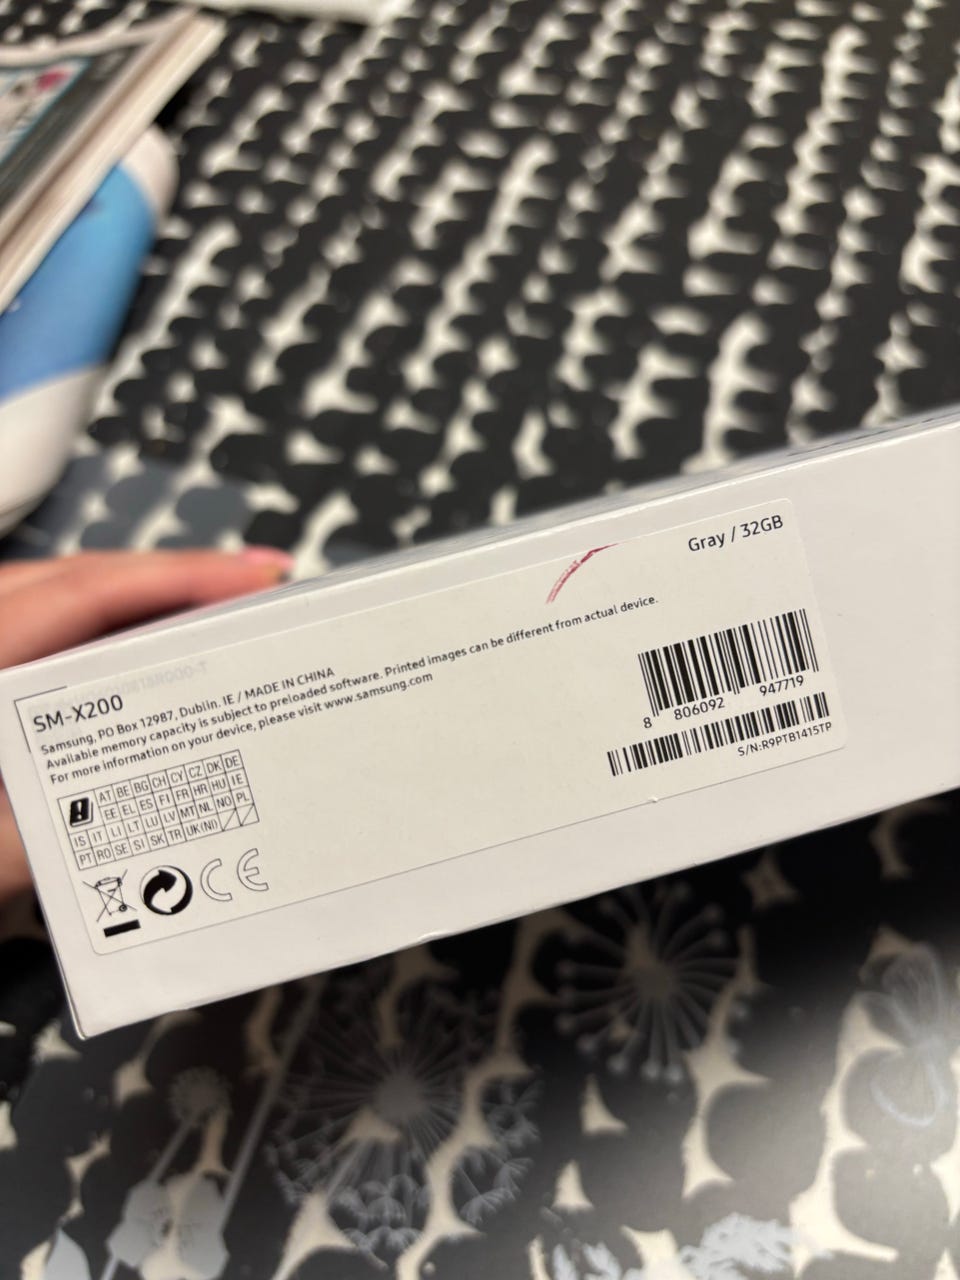 Gray / 32GB
SM-X200
Samsung, PO Box 12987, Dublin. IE / MADE IN CHINA
Available memory capacity is subject to preloaded software. Printed images can be different from actual device.
For more information on your device, please visit www.samsung.com
8 806092 947719
S/N:R9PTB1415TP
AT BE BG CH CY CZ DK DE
EE EL ES FI FR HR HU IE
IS IT LI LT LU LV MT NL NO PL
PT RO SE SI SK TR UK(NI)
CE